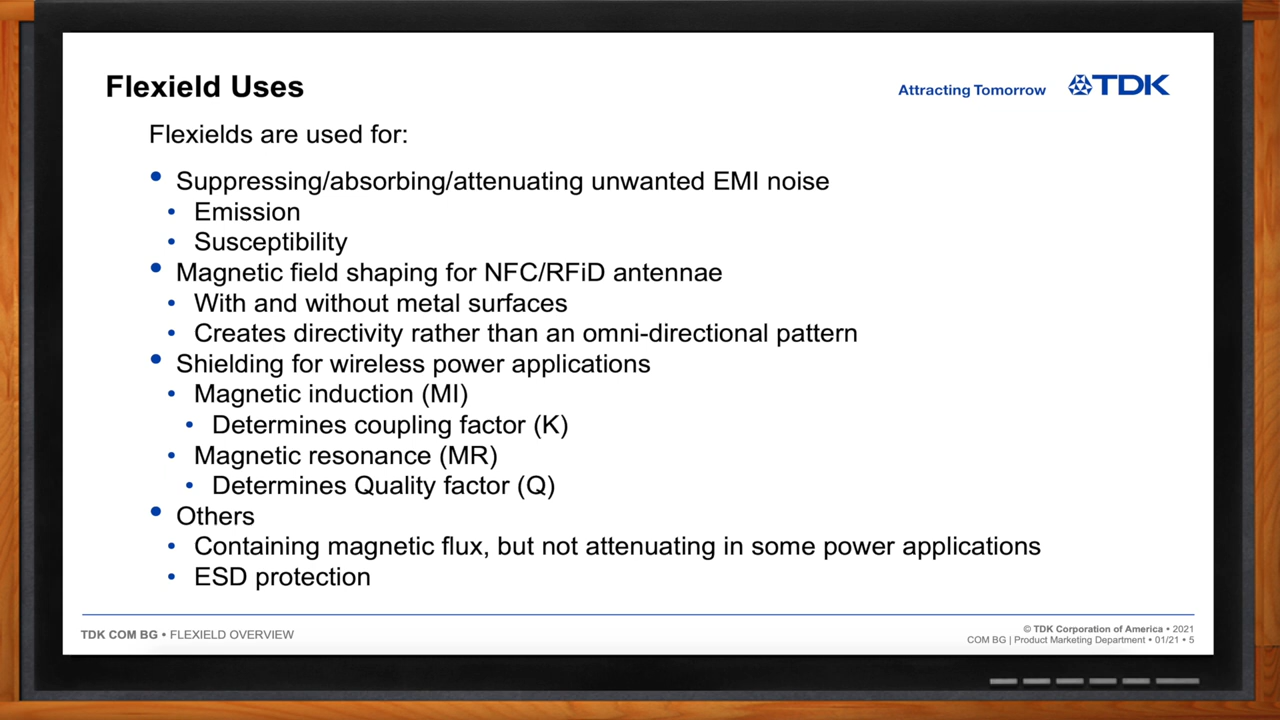 Flexield Uses
Attracting Tomorrow
TDK
Flexields are used for:
• Suppressing/absorbing/attenuating unwanted EMI noise
• Emission
• Susceptibility
• Magnetic field shaping for NFC/RFiD antennae
• With and without metal surfaces
• Creates directivity rather than an omni-directional pattern
• Shielding for wireless power applications
• Magnetic induction (MI)
• Determines coupling factor (K)
• Magnetic resonance (MR)
• Determines Quality factor (Q)
• Others
• Containing magnetic flux, but not attenuating in some power applications
• ESD protection
TDK COM BG • FLEXIELD OVERVIEW
© TDK Corporation of America • 2021
COM BG | Product Marketing Department • 01/21 • 5